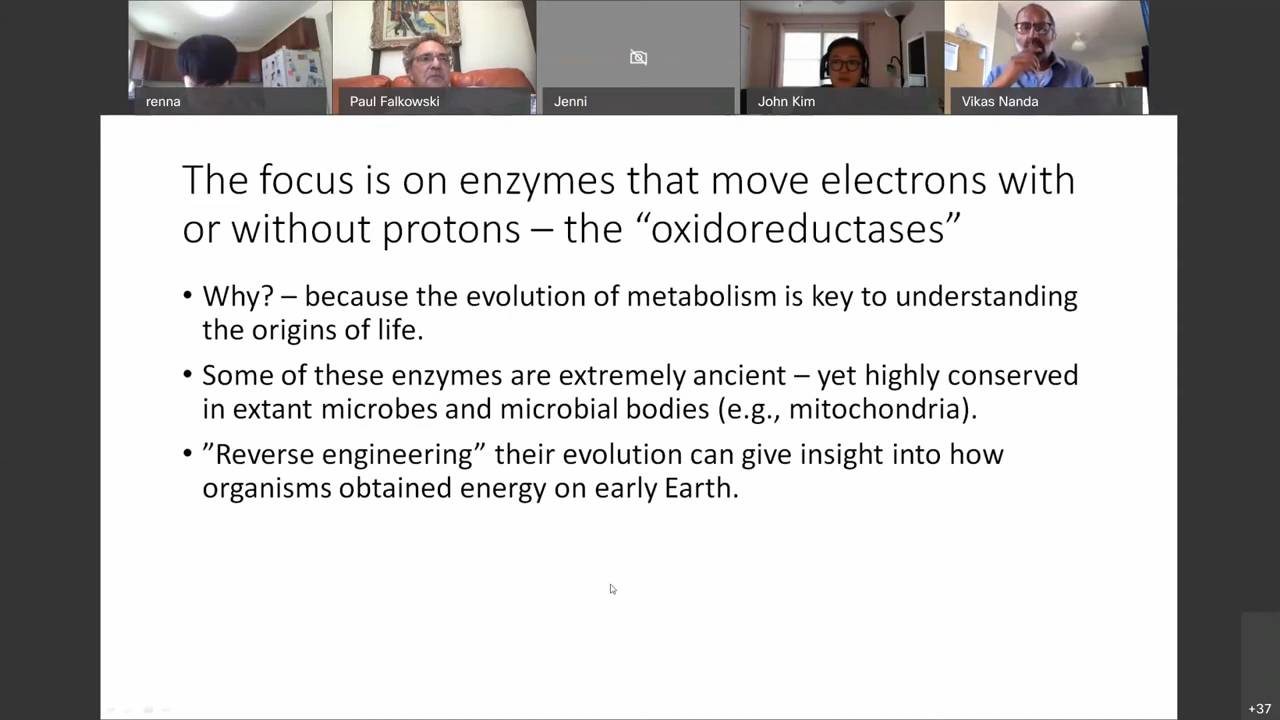 renna
Paul Falkowski
Jenni
John Kim
Vikas Nanda
The focus is on enzymes that move electrons with
or without protons – the “oxidoreductases”
• Why? – because the evolution of metabolism is key to understanding
the origins of life.
• Some of these enzymes are extremely ancient – yet highly conserved
in extant microbes and microbial bodies (e.g., mitochondria).
• ”Reverse engineering” their evolution can give insight into how
organisms obtained energy on early Earth.
+37